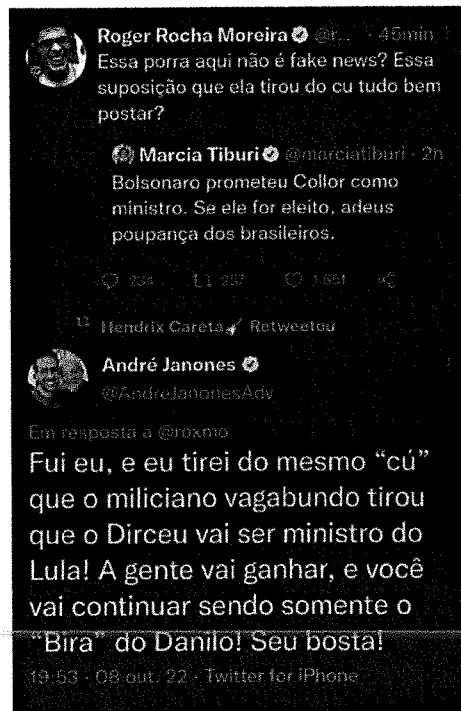 Roger Rocha Moreira @r... · 45min
Essa porra aqui não é fake news? Essa
suposição que ela tirou do cu tudo bem
postar?
Marcia Tiburi @marciatiburi · 2h
Bolsonaro prometeu Collor como
ministro. Se ele for eleito, adeus
poupança dos brasileiros.
234 257 1.551
Hendrix Careta Retweetou
André Janones
@AndreJanonesAdv
Em resposta a @roxmo
Fui eu, e eu tirei do mesmo “cú”
que o miliciano vagabundo tirou
que o Dirceu vai ser ministro do
Lula! A gente vai ganhar, e você
vai continuar sendo somente o
“Bira” do Danilo! Seu bosta!
19:53 · 08 out. 22 · Twitter for iPhone